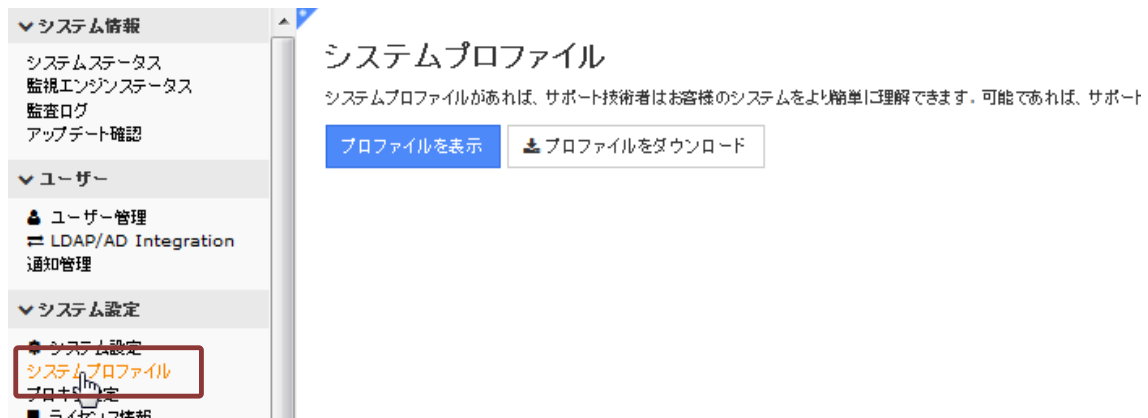 システム情報
システムステータス
監視エンジンステータス
監査ログ
アップデート確認
ユーザー
ユーザー管理
LDAP/AD Integration
通知管理
システム設定
システム設定
システムプロファイル
ライセンス情報
システムプロファイル
システムプロファイルがあれば、サポート技術者はお客様のシステムをより簡単に理解できます。可能であれば、サポート
プロファイルを表示
プロファイルをダウンロード